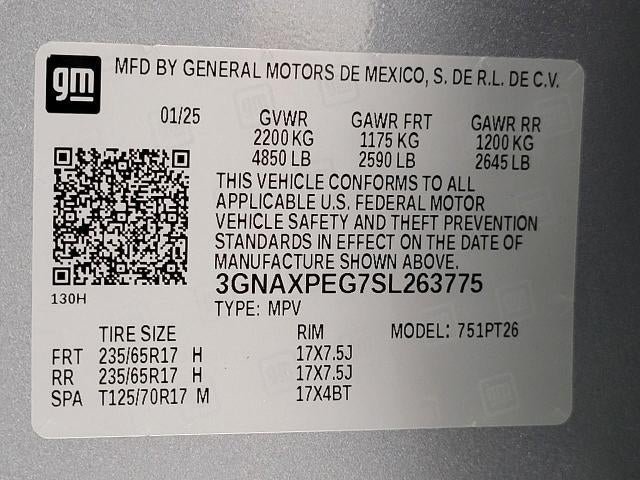 gm MFD BY GENERAL MOTORS DE MEXICO, S. DE R.L. DE C.V.
01/25 GVWR GAWR FRT GAWR RR
2200 KG 1175 KG 1200 KG
4850 LB 2590 LB 2645 LB
THIS VEHICLE CONFORMS TO ALL
APPLICABLE U.S. FEDERAL MOTOR
VEHICLE SAFETY AND THEFT PREVENTION
STANDARDS IN EFFECT ON THE DATE OF
MANUFACTURE SHOWN ABOVE.
3GNAXPEG7SL263775
130H
TYPE: MPV
TIRE SIZE RIM MODEL: 751PT26
FRT 235/65R17 H 17X7.5J
RR 235/65R17 H 17X7.5J
SPA T125/70R17 M 17X4BT